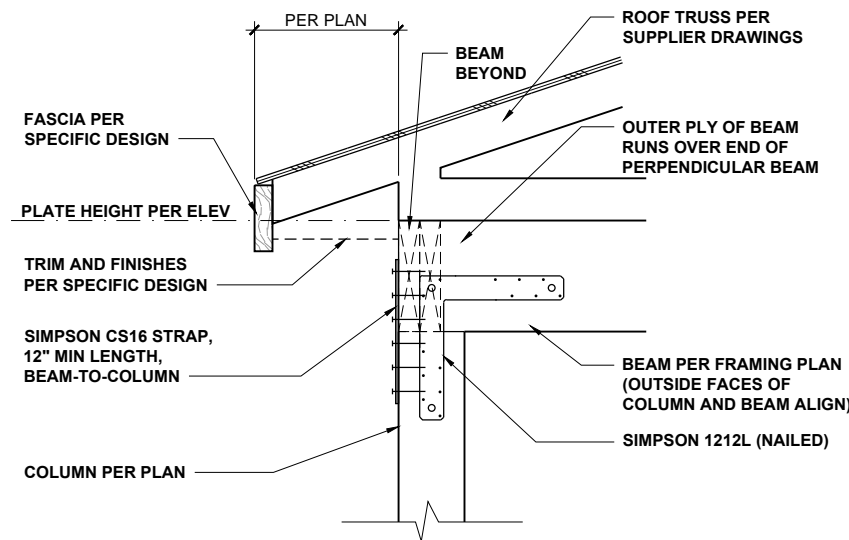 PER PLAN
ROOF TRUSS PER
SUPPLIER DRAWINGS
BEAM
BEYOND
FASCIA PER
SPECIFIC DESIGN
OUTER PLY OF BEAM
RUNS OVER END OF
PERPENDICULAR BEAM
PLATE HEIGHT PER ELEV
TRIM AND FINISHES
PER SPECIFIC DESIGN
SIMPSON CS16 STRAP,
12" MIN LENGTH,
BEAM-TO-COLUMN
BEAM PER FRAMING PLAN
(OUTSIDE FACES OF
COLUMN AND BEAM ALIGN)
SIMPSON 1212L (NAILED)
COLUMN PER PLAN